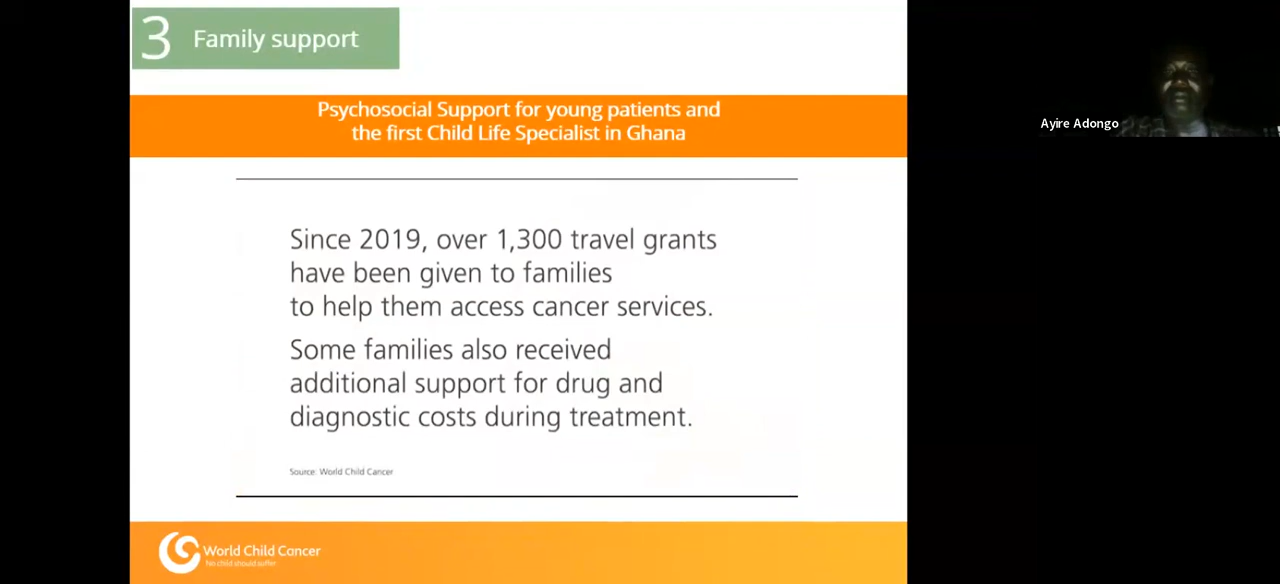 3 Family support
Psychosocial Support for young patients and
the first Child Life Specialist in Ghana
Since 2019, over 1,300 travel grants
have been given to families
to help them access cancer services.
Some families also received
additional support for drug and
diagnostic costs during treatment.
Source: World Child Cancer
World Child Cancer
No child should suffer
Ayire Adongo